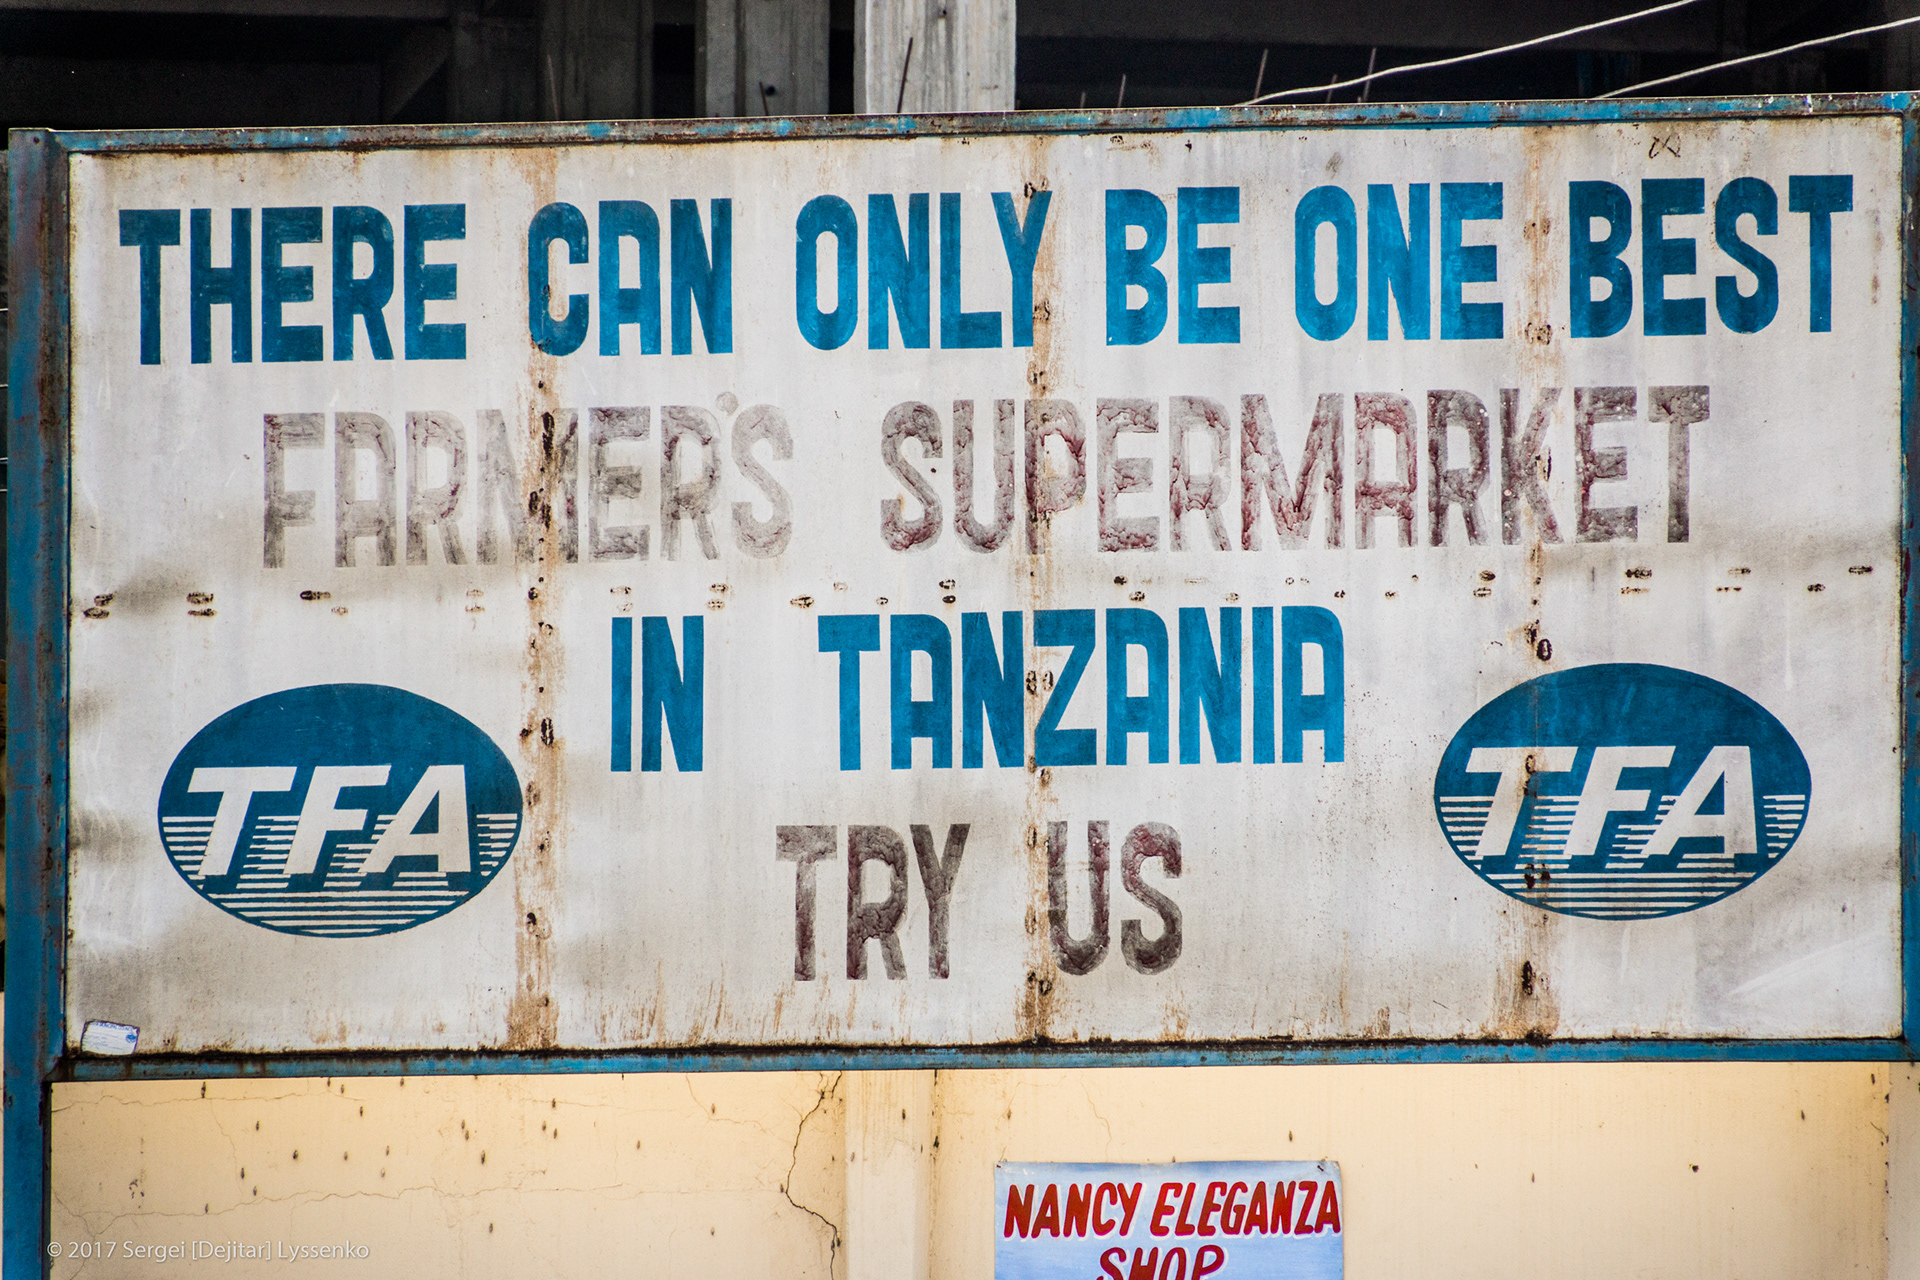 THERE CAN ONLY BE ONE BEST
FARMER'S SUPERMARKET
IN TANZANIA
TFA
TFA
TRY US
NANCY ELEGANZA
SHOP
© 2017 Sergei [Dejitar] Lyssenko